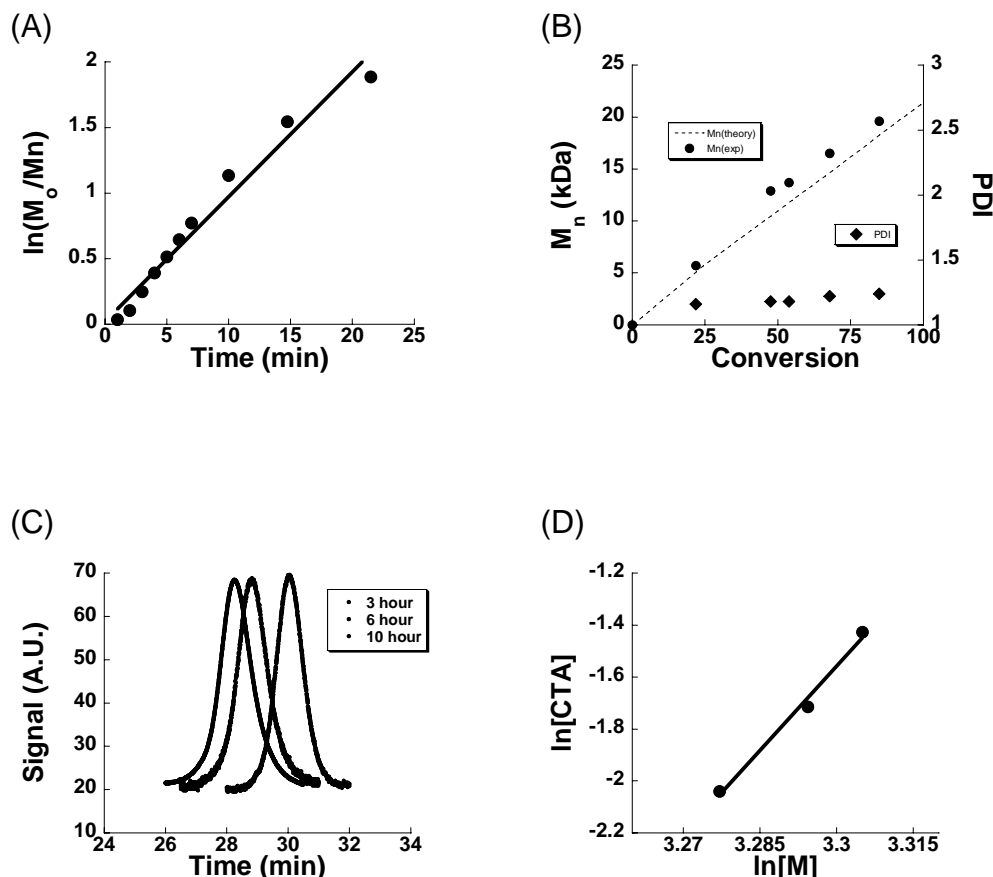 (A)
2
1.5
1
0.5
0
ln(Mo/Mn)
0 5 10 15 20 25
Time (min)
(B)
25
20
15
10
5
0
Mn (kDa)
Mn(theory)
Mn(exp)
PDI
3
2.5
2
1.5
1
PDI
0 25 50 75 100
Conversion
(C)
70
60
50
40
30
20
10
Signal (A.U.)
3 hour
6 hour
10 hour
24 26 28 30 32 34
Time (min)
(D)
-1.2
-1.4
-1.6
-1.8
-2
-2.2
ln[CTA]
3.27 3.285 3.3 3.315
ln[M]